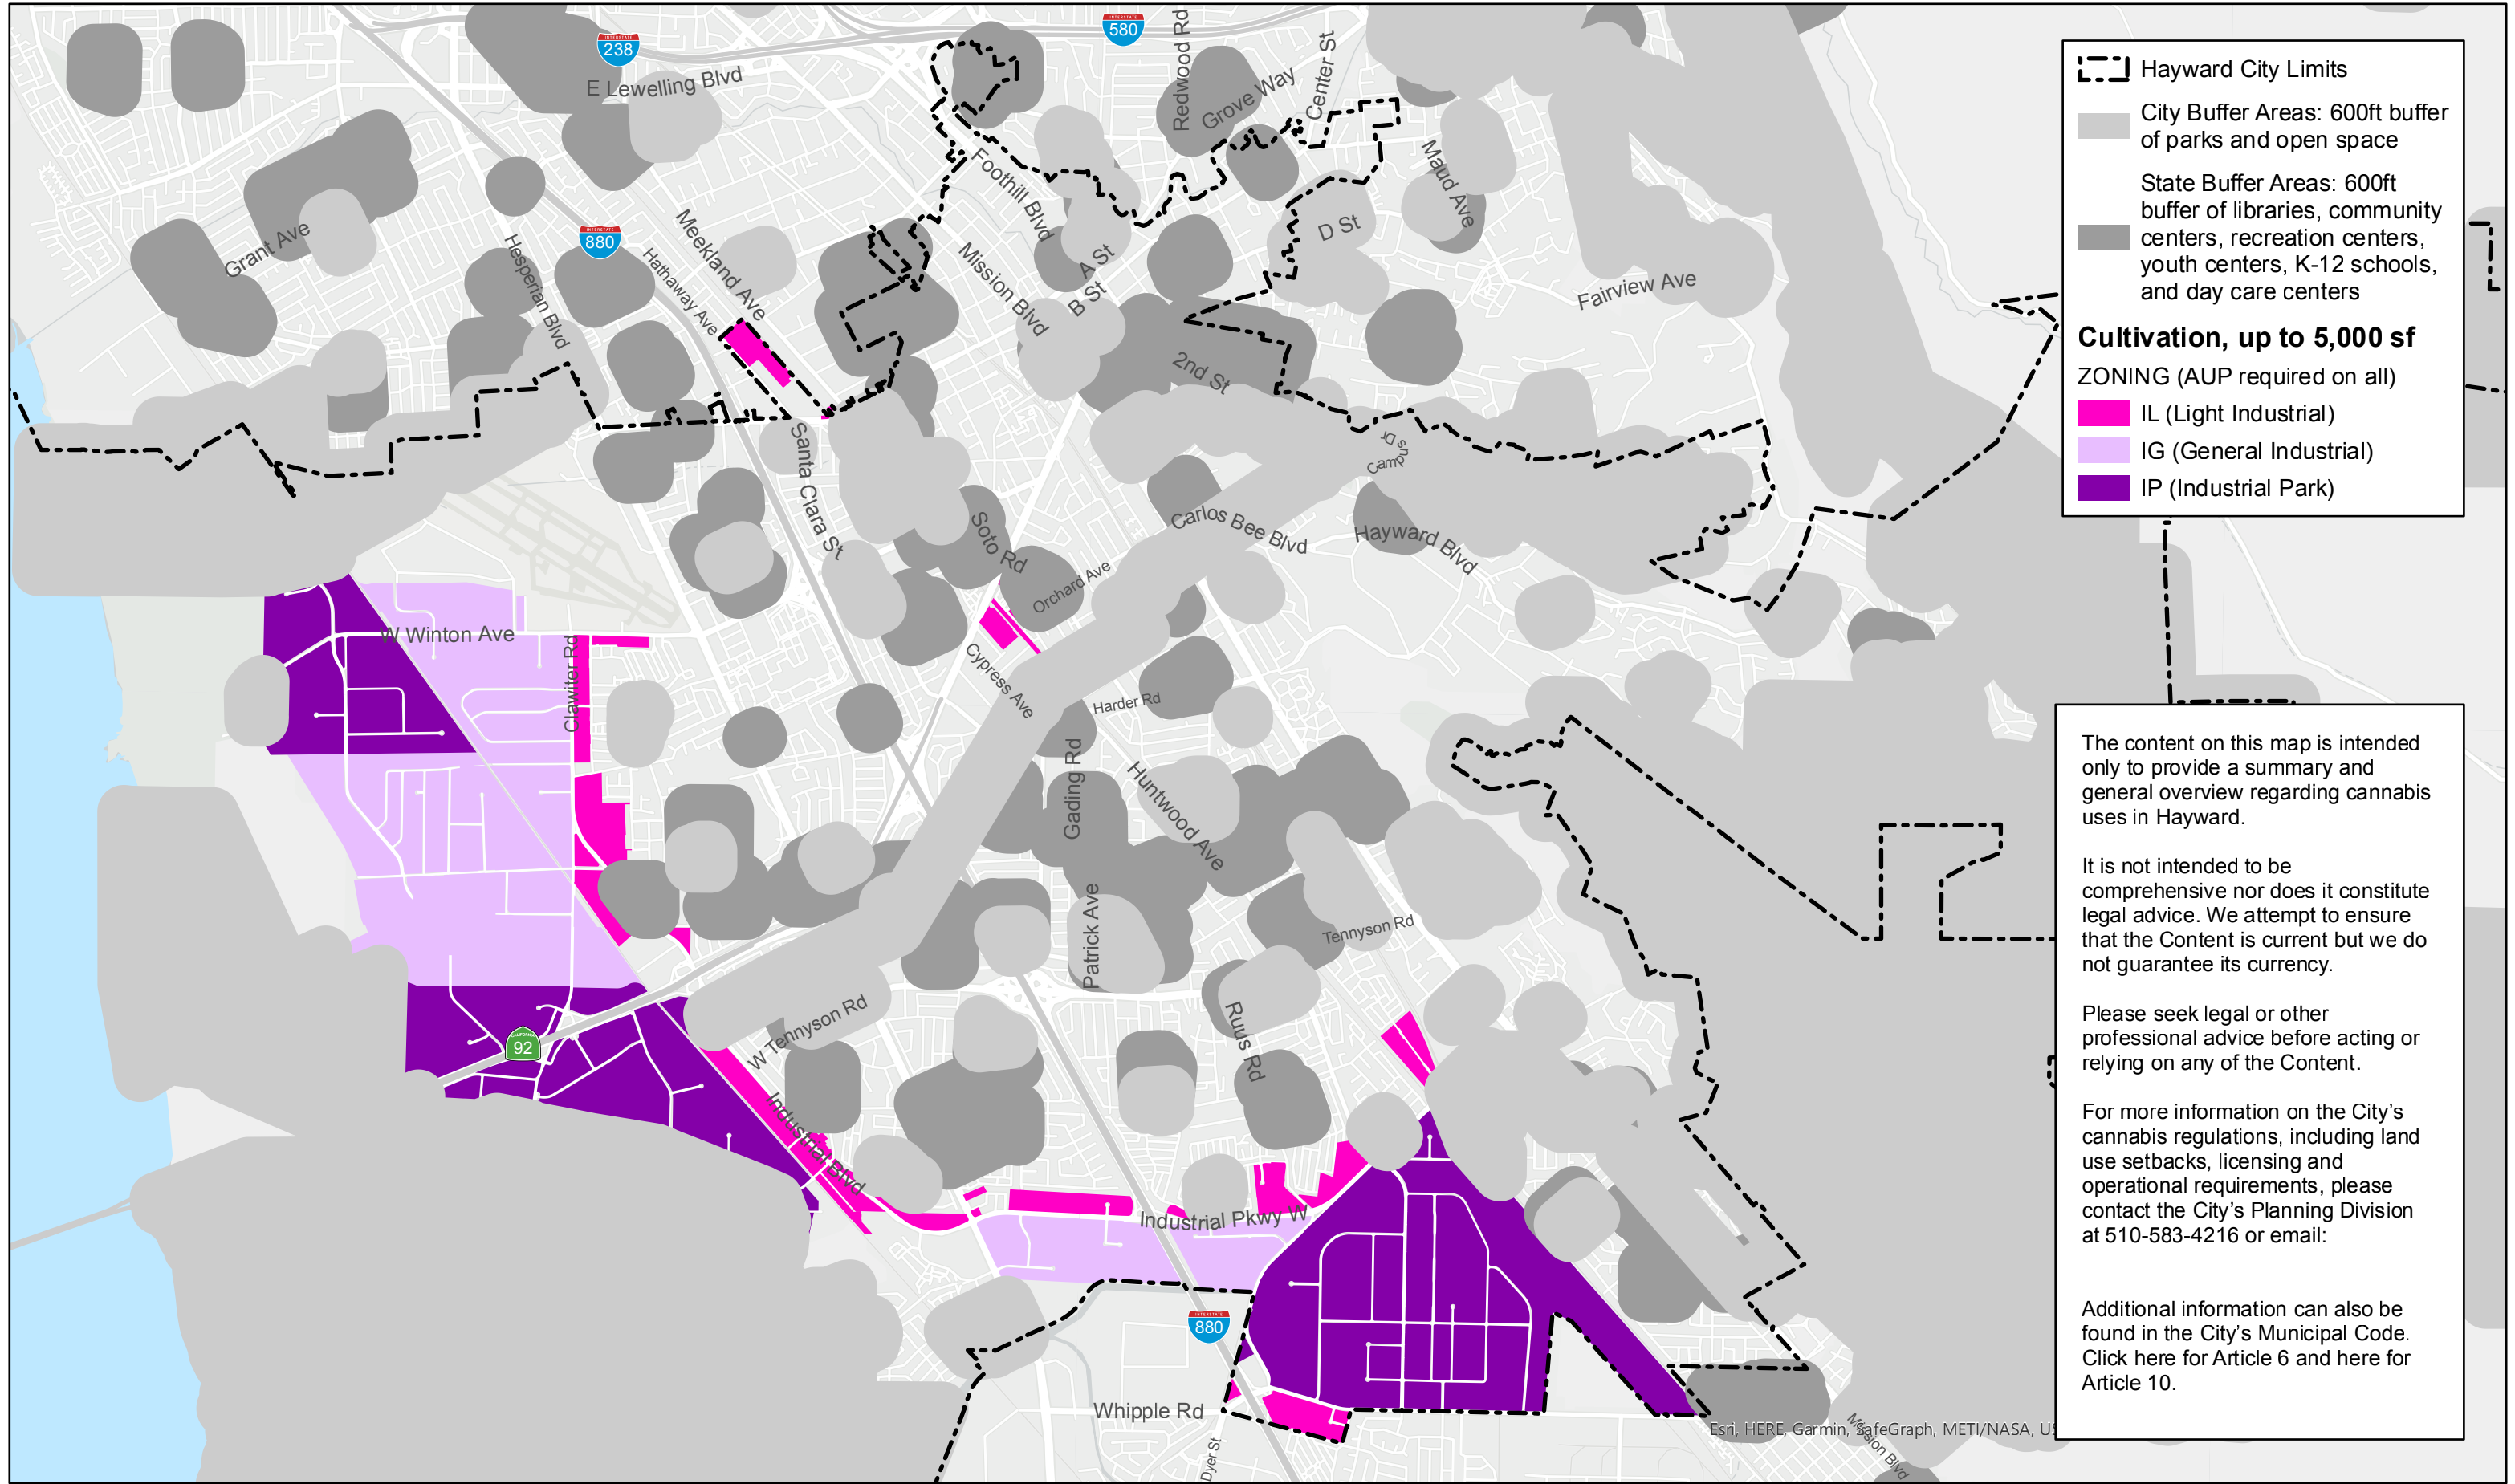 INTERSTATE
238
INTERSTATE
580
E Lewelling Blvd
Redwood Rd
Grove Way
Center St
Foothill Blvd
Maud Ave
Grant Ave
Hesperian Blvd
INTERSTATE
880
Hathaway Ave
Meekland Ave
Mission Blvd
A St
B St
D St
Fairview Ave
2nd St
Santa Clara St
Campus Dr
Soto Rd
Carlos Bee Blvd
Hayward Blvd
Orchard Ave
W Winton Ave
Clawiter Rd
Cypress Ave
Harder Rd
Gading Rd
Huntwood Ave
Patrick Ave
Tennyson Rd
CALIFORNIA
92
W Tennyson Rd
Ruus Rd
Industrial Blvd
Industrial Pkwy W
INTERSTATE
880
Whipple Rd
Dyer St
Mission Blvd
Esri, HERE, Garmin, SafeGraph, METI/NASA, US
Hayward City Limits
City Buffer Areas: 600ft buffer
of parks and open space
State Buffer Areas: 600ft
buffer of libraries, community
centers, recreation centers,
youth centers, K-12 schools,
and day care centers
Cultivation, up to 5,000 sf
ZONING (AUP required on all)
IL (Light Industrial)
IG (General Industrial)
IP (Industrial Park)
The content on this map is intended
only to provide a summary and
general overview regarding cannabis
uses in Hayward.
It is not intended to be
comprehensive nor does it constitute
legal advice. We attempt to ensure
that the Content is current but we do
not guarantee its currency.
Please seek legal or other
professional advice before acting or
relying on any of the Content.
For more information on the City’s
cannabis regulations, including land
use setbacks, licensing and
operational requirements, please
contact the City’s Planning Division
at 510-583-4216 or email:
Additional information can also be
found in the City’s Municipal Code.
Click here for Article 6 and here for
Article 10.